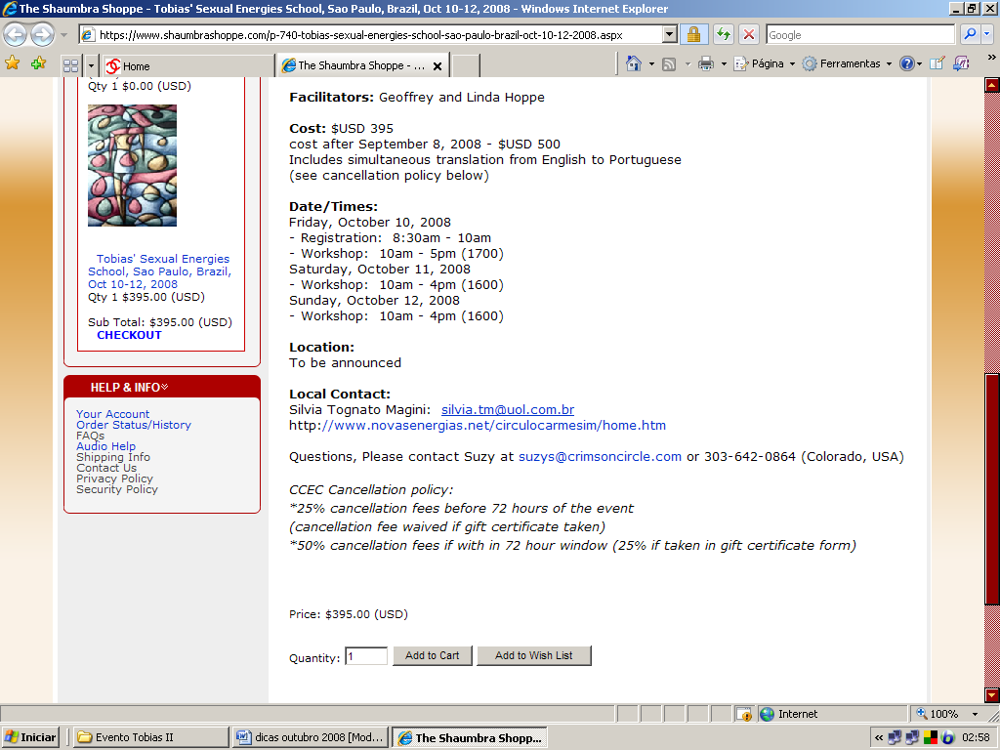 The Shaumbra Shoppe - Tobias' Sexual Energies School, Sao Paulo, Brazil, Oct 10-12, 2008 - Windows Internet Explorer
https://www.shaumbrashoppe.com/p-740-tobias-sexual-energies-school-sao-paulo-brazil-oct-10-12-2008.aspx
Google
Home
The Shaumbra Shoppe - ...
Página
Ferramentas
Qty 1 $0.00 (USD)
Tobias' Sexual Energies
School, Sao Paulo, Brazil,
Oct 10-12, 2008
Qty 1 $395.00 (USD)
Sub Total: $395.00 (USD)
CHECKOUT
HELP & INFO
Your Account
Order Status/History
FAQs
Audio Help
Shipping Info
Contact Us
Privacy Policy
Security Policy
Facilitators: Geoffrey and Linda Hoppe
Cost: $USD 395
cost after September 8, 2008 - $USD 500
Includes simultaneous translation from English to Portuguese
(see cancellation policy below)
Date/Times:
Friday, October 10, 2008
- Registration: 8:30am - 10am
- Workshop: 10am - 5pm (1700)
Saturday, October 11, 2008
- Workshop: 10am - 4pm (1600)
Sunday, October 12, 2008
- Workshop: 10am - 4pm (1600)
Location:
To be announced
Local Contact:
Silvia Tognato Magini: silvia.tm@uol.com.br
http://www.novasenergias.net/circulocarmesim/home.htm
Questions, Please contact Suzy at suzys@crimsoncircle.com or 303-642-0864 (Colorado, USA)
CCEC Cancellation policy:
*25% cancellation fees before 72 hours of the event
(cancellation fee waived if gift certificate taken)
*50% cancellation fees if with in 72 hour window (25% if taken in gift certificate form)
Price: $395.00 (USD)
Quantity: 1 Add to Cart Add to Wish List
Internet
100%
Iniciar
Evento Tobias II
dicas outubro 2008 [Mod...
The Shaumbra Shopp...
02:58